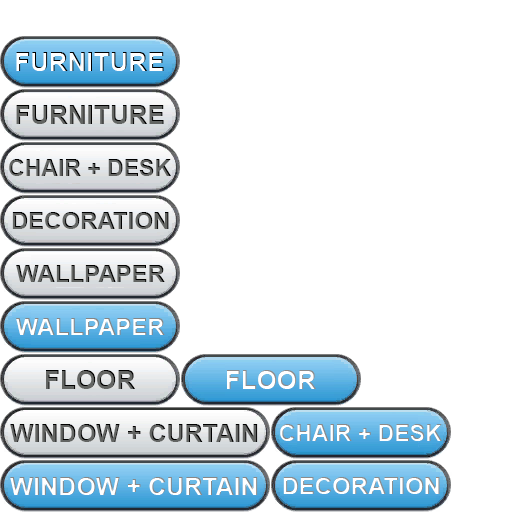 FURNITURE
FURNITURE
CHAIR + DESK
DECORATION
WALLPAPER
WALLPAPER
FLOOR FLOOR
WINDOW + CURTAIN CHAIR + DESK
WINDOW + CURTAIN DECORATION